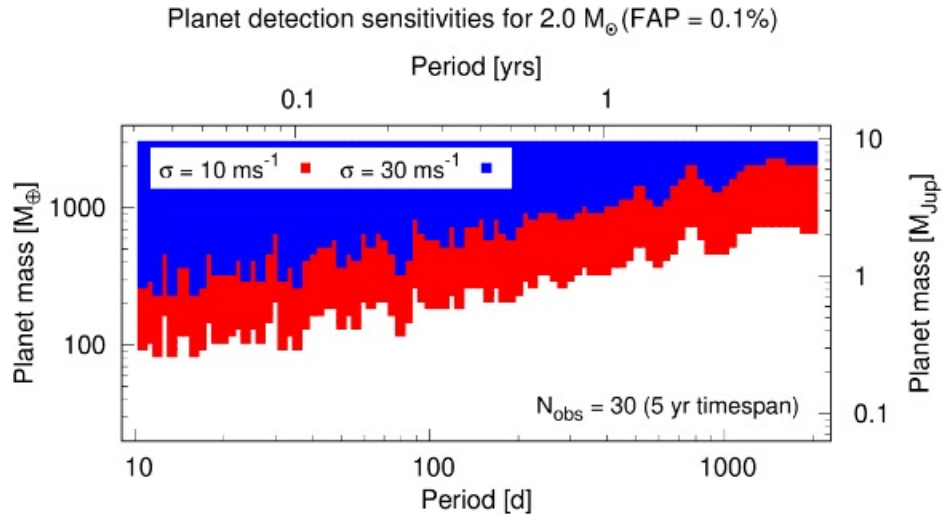 Planet detection sensitivities for 2.0 M☉(FAP = 0.1%)
Period [yrs]
0.1 1
σ = 10 ms⁻¹ σ = 30 ms⁻¹
Planet mass [M⊕]
1000
100
10
1
0.1
Planet mass [M_Jup]
N_obs = 30 (5 yr timespan)
10 100 1000
Period [d]